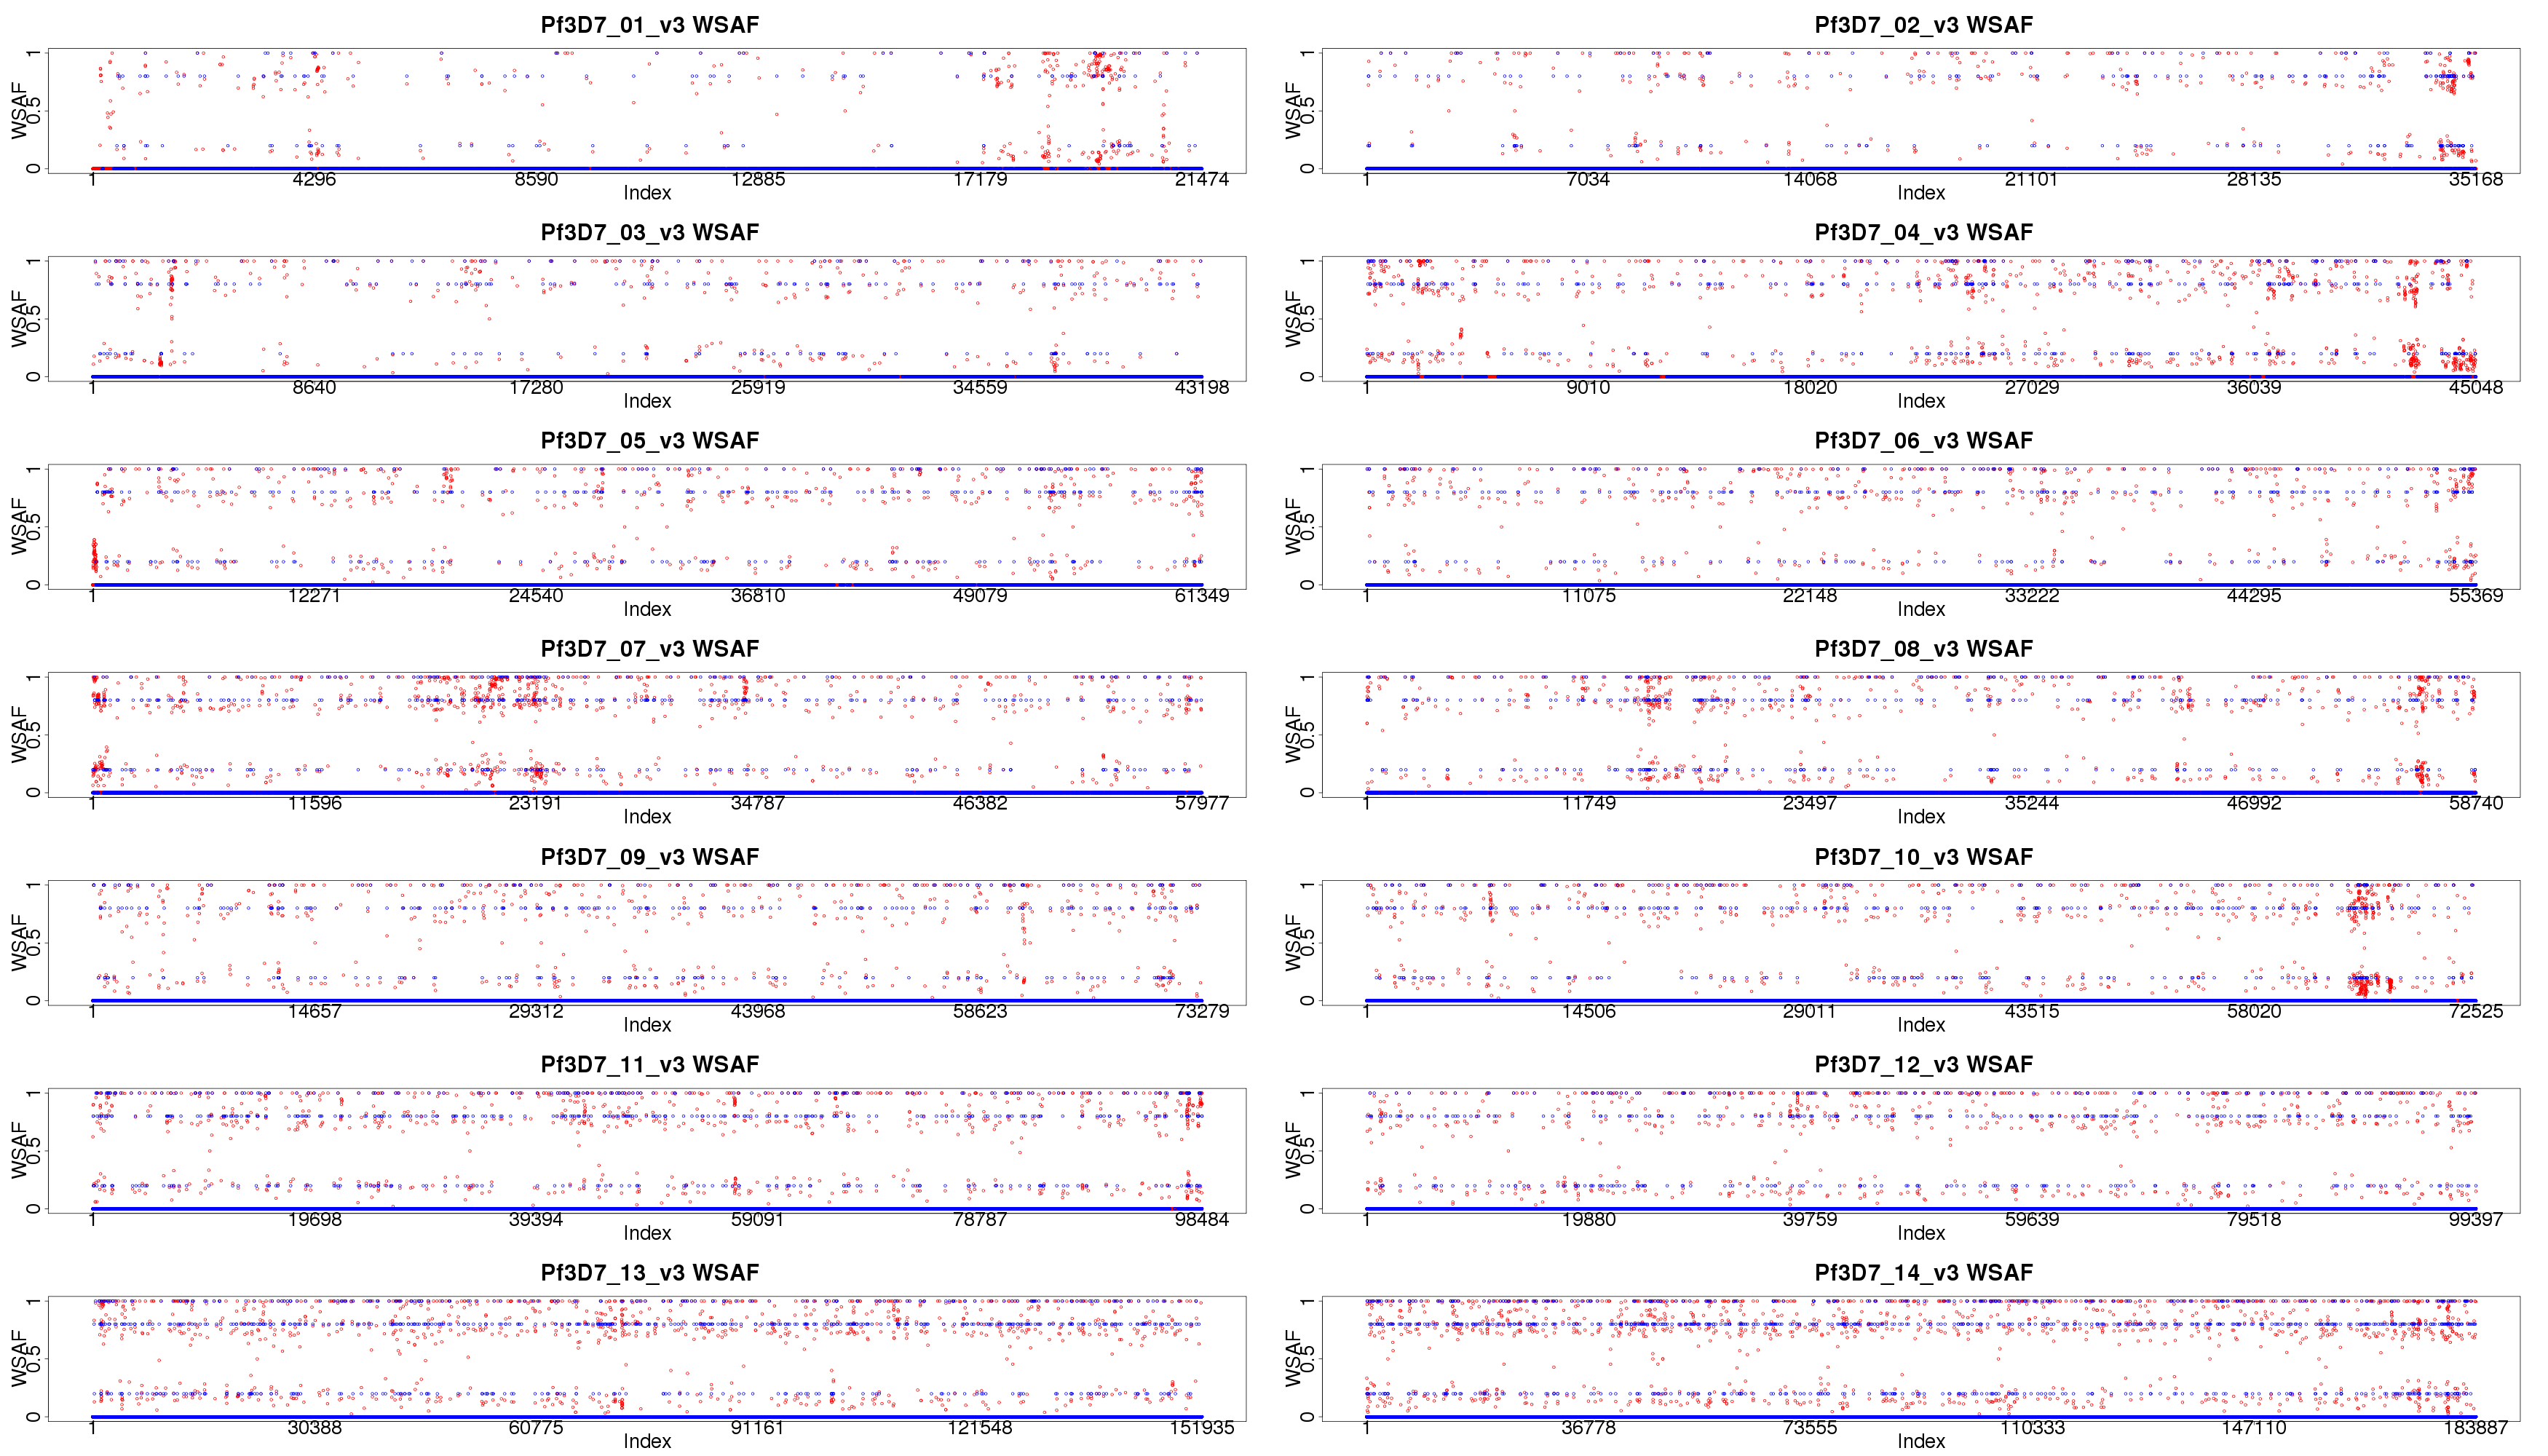 Pf3D7_01_v3 WSAF
WSAF
0 0.5 1
1 4296 8590 12885 17179 21474
Index
Pf3D7_02_v3 WSAF
WSAF
0 0.5 1
1 7034 14068 21101 28135 35168
Index
Pf3D7_03_v3 WSAF
WSAF
0 0.5 1
1 8640 17280 25919 34559 43198
Index
Pf3D7_04_v3 WSAF
WSAF
0 0.5 1
1 9010 18020 27029 36039 45048
Index
Pf3D7_05_v3 WSAF
WSAF
0 0.5 1
1 12271 24540 36810 49079 61349
Index
Pf3D7_06_v3 WSAF
WSAF
0 0.5 1
1 11075 22148 33222 44295 55369
Index
Pf3D7_07_v3 WSAF
WSAF
0 0.5 1
1 11596 23191 34787 46382 57977
Index
Pf3D7_08_v3 WSAF
WSAF
0 0.5 1
1 11749 23497 35244 46992 58740
Index
Pf3D7_09_v3 WSAF
WSAF
0 0.5 1
1 14657 29312 43968 58623 73279
Index
Pf3D7_10_v3 WSAF
WSAF
0 0.5 1
1 14506 29011 43515 58020 72525
Index
Pf3D7_11_v3 WSAF
WSAF
0 0.5 1
1 19698 39394 59091 78787 98484
Index
Pf3D7_12_v3 WSAF
WSAF
0 0.5 1
1 19880 39759 59639 79518 99397
Index
Pf3D7_13_v3 WSAF
WSAF
0 0.5 1
1 30388 60775 91161 121548 151935
Index
Pf3D7_14_v3 WSAF
WSAF
0 0.5 1
1 36778 73555 110333 147110 183887
Index